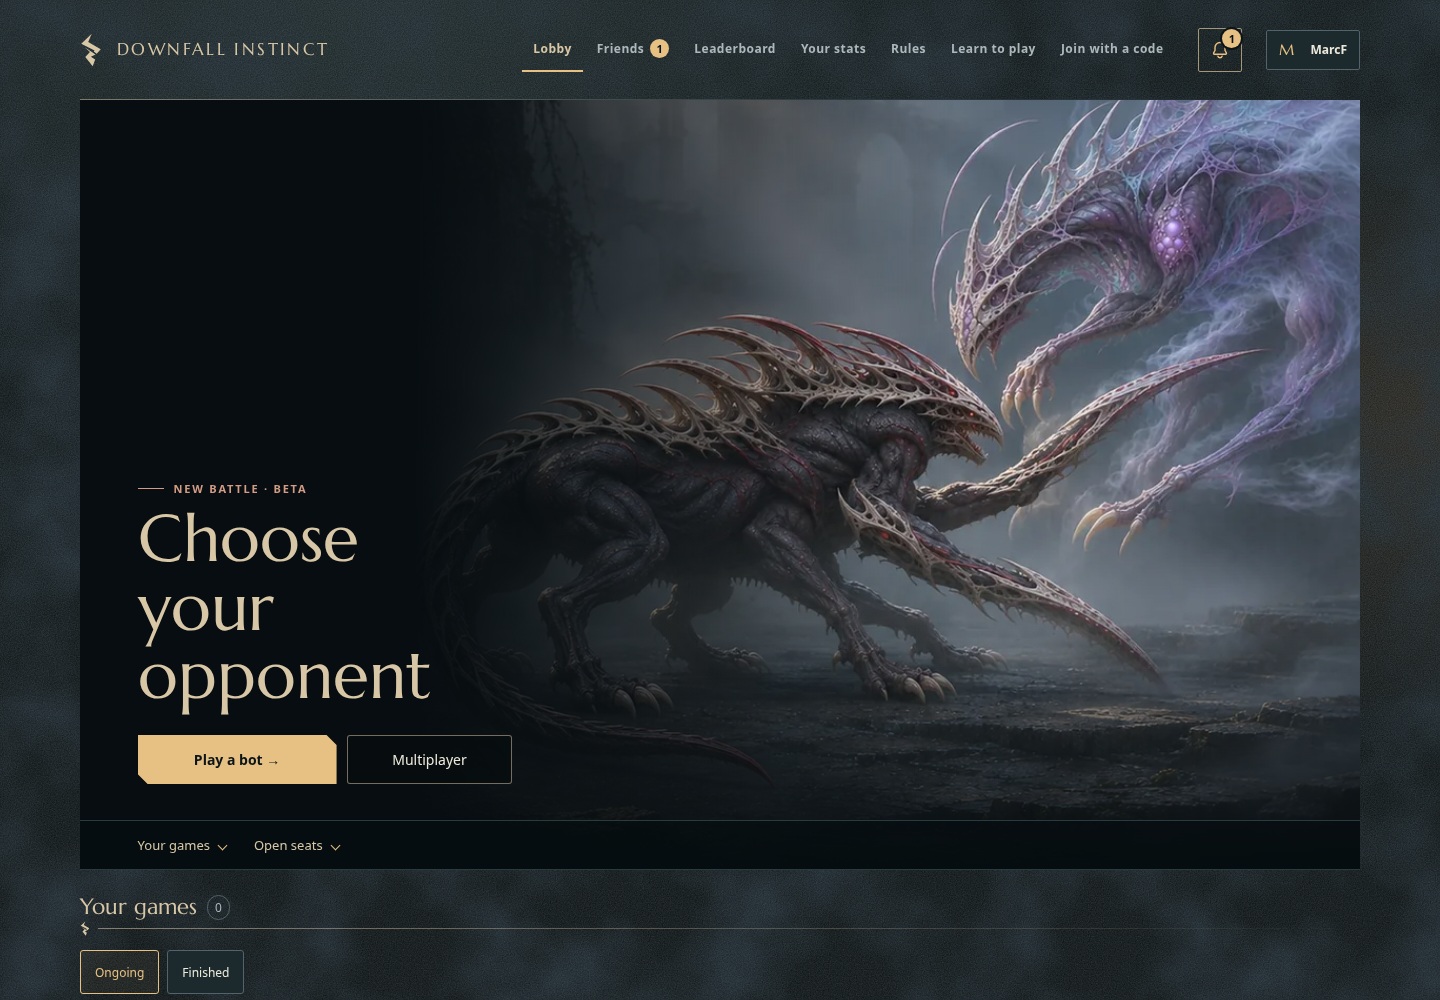 DOWNFALL INSTINCT
Lobby
Friends 1
Leaderboard
Your stats
Rules
Learn to play
Join with a code
1
M MarcF
NEW BATTLE · BETA
Choose
your
opponent
Play a bot →
Multiplayer
Your games
Open seats
Your games 0
Ongoing
Finished